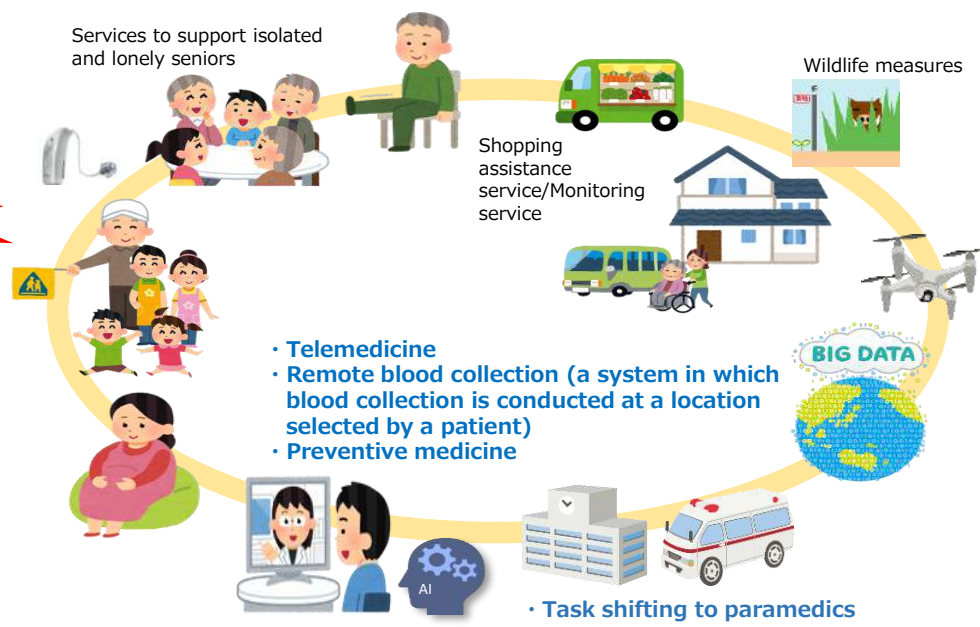 Services to support isolated
and lonely seniors
Wildlife measures
Shopping
assistance
service/Monitoring
service
BIG DATA
・Telemedicine
・Remote blood collection (a system in which
blood collection is conducted at a location
selected by a patient)
・Preventive medicine
AI
・Task shifting to paramedics